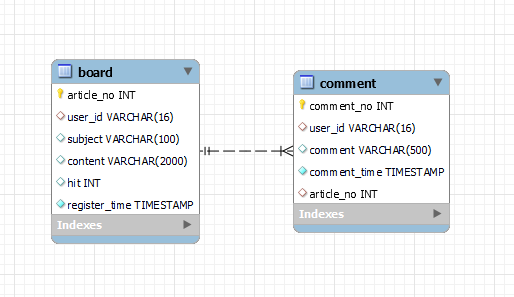 board
article_no INT
user_id VARCHAR(16)
subject VARCHAR(100)
content VARCHAR(2000)
hit INT
register_time TIMESTAMP
Indexes
comment
comment_no INT
user_id VARCHAR(16)
comment VARCHAR(500)
comment_time TIMESTAMP
article_no INT
Indexes